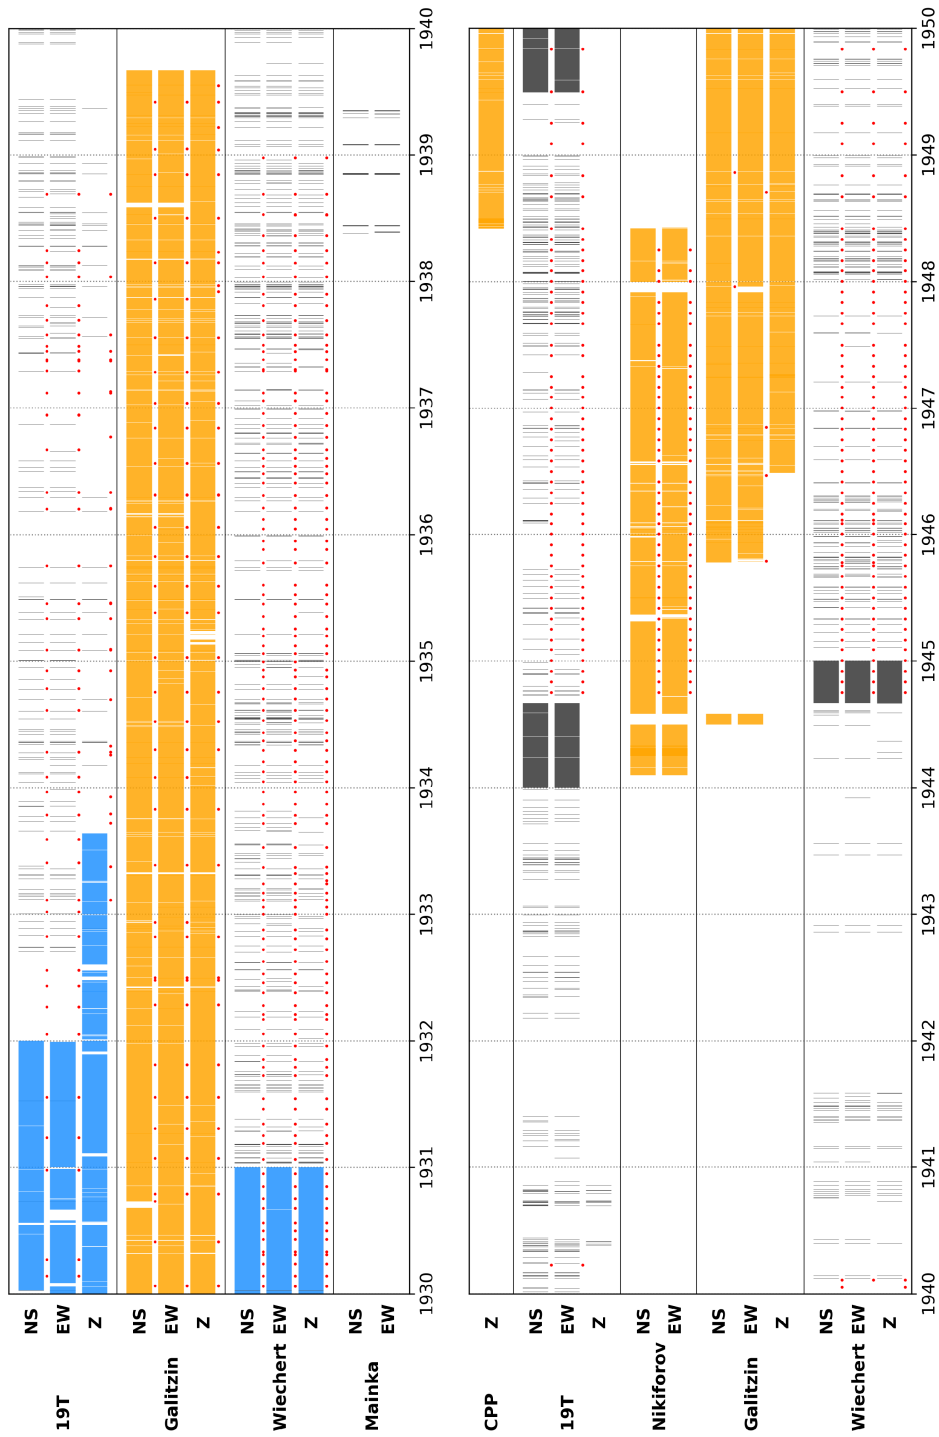 NS
19T EW
Z
NS
Galitzin EW
Z
NS
Wiechert EW
Z
Mainka
NS
EW
1930 1931 1932 1933 1934 1935 1936 1937 1938 1939 1940
CPP Z
NS
19T EW
Z
Nikiforov
NS
EW
NS
Galitzin EW
Z
NS
Wiechert EW
Z
1940 1941 1942 1943 1944 1945 1946 1947 1948 1949 1950